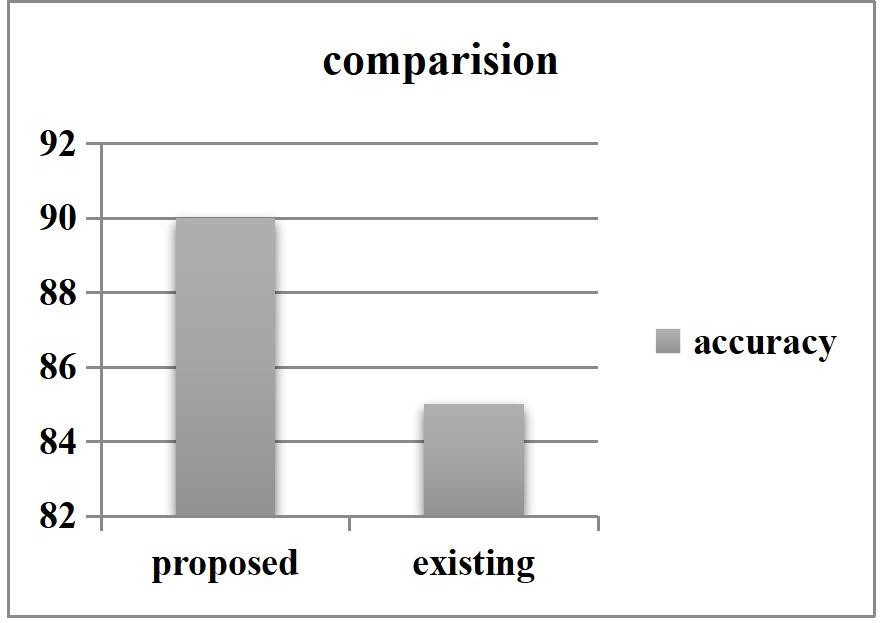 comparision
92
90
88
86
84
82
accuracy
proposed existing